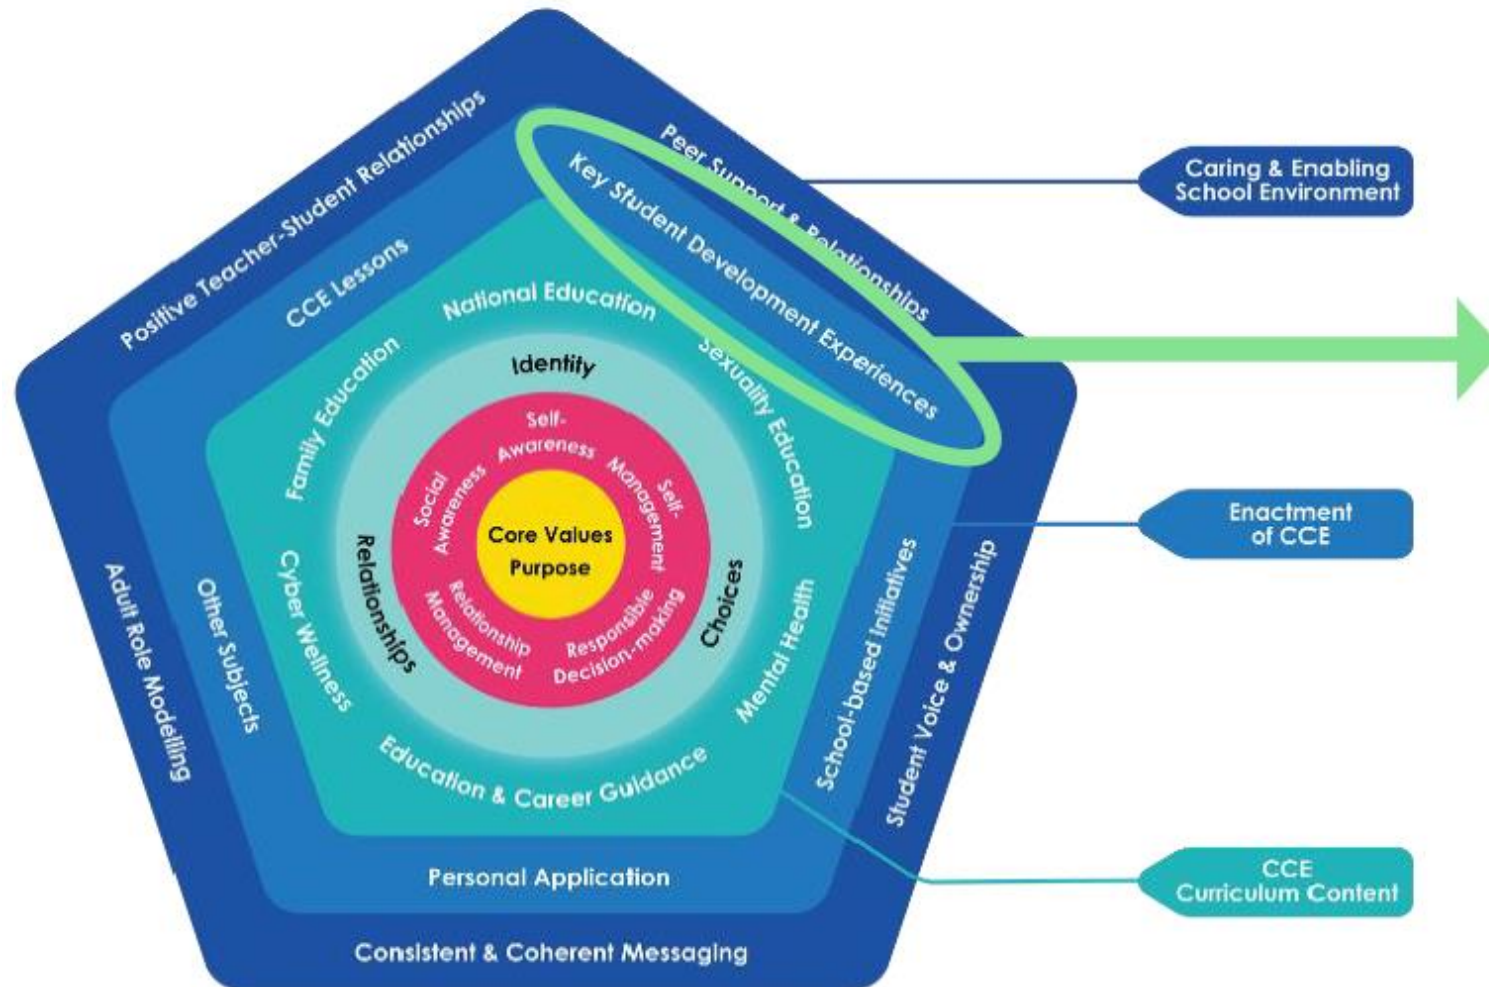 Positive Teacher-Student Relationships
Peer Support & Relationships
Caring & Enabling
School Environment
CCE Lessons
Key Student Development Experiences
National Education
Family Education
Sexuality Education
Identity
Self-
Awareness
Social
Awareness
Self-
Management
Core Values
Purpose
Relationships
Choices
Relationship
Management
Responsible
Decision-making
Cyber Wellness
Mental Health
Education & Career Guidance
Adult Role Modelling
Other Subjects
School-based Initiatives
Student Voice & Ownership
Enactment
of CCE
Personal Application
CCE
Curriculum Content
Consistent & Coherent Messaging